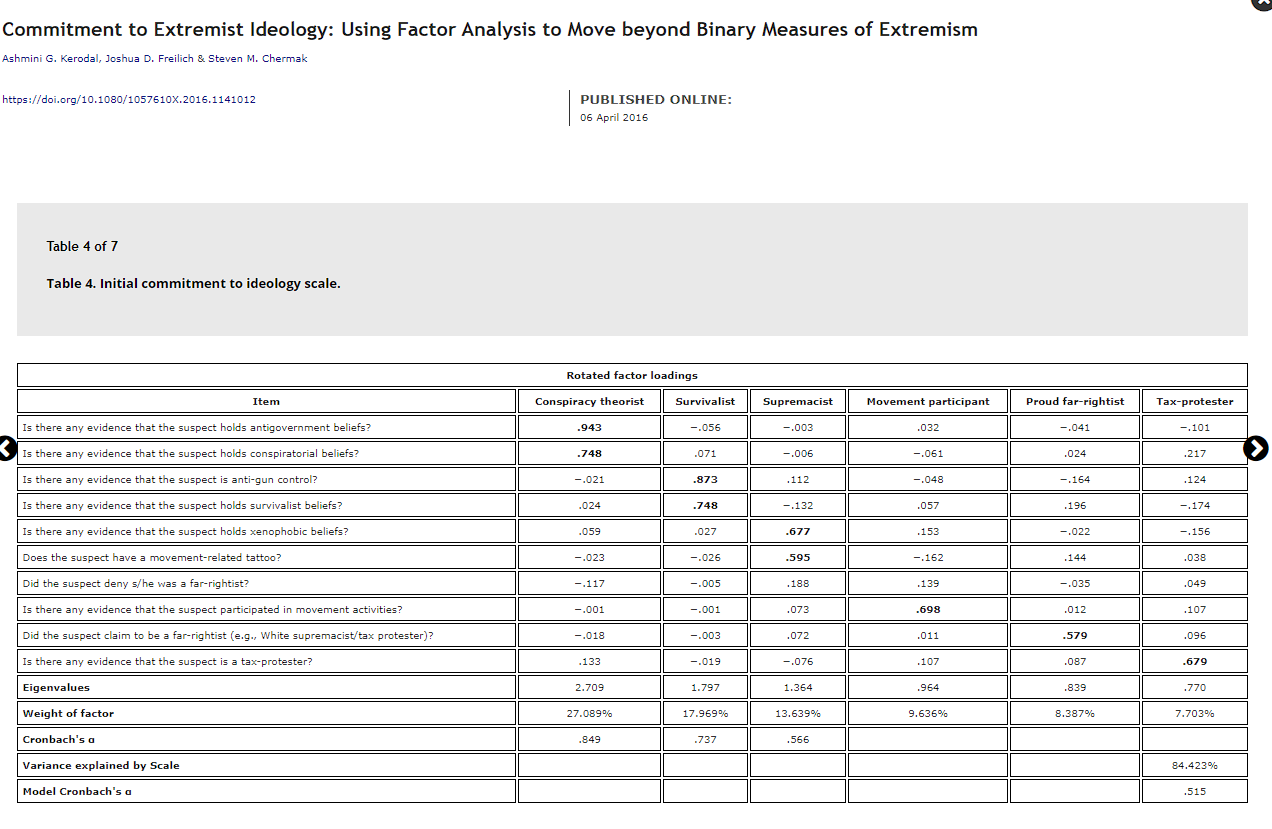 Commitment to Extremist Ideology: Using Factor Analysis to Move beyond Binary Measures of Extremism
Ashmini G. Kerodal, Joshua D. Freilich & Steven M. Chermak
https://doi.org/10.1080/1057610X.2016.1141012
PUBLISHED ONLINE:
06 April 2016
Table 4 of 7
Table 4. Initial commitment to ideology scale.
Rotated factor loadings
Item Conspiracy theorist Survivalist Supremacist Movement participant Proud far-rightist Tax-protester
Is there any evidence that the suspect holds antigovernment beliefs? .943 −.056 −.003 .032 −.041 −.101
Is there any evidence that the suspect holds conspiratorial beliefs? .748 .071 −.006 −.061 .024 .217
Is there any evidence that the suspect is anti-gun control? −.021 .873 .112 −.048 −.164 .124
Is there any evidence that the suspect holds survivalist beliefs? .024 .748 −.132 .057 .196 −.174
Is there any evidence that the suspect holds xenophobic beliefs? .059 .027 .677 .153 −.022 −.156
Does the suspect have a movement-related tattoo? −.023 −.026 .595 −.162 .144 .038
Did the suspect deny s/he was a far-rightist? −.117 −.005 .188 .139 −.035 .049
Is there any evidence that the suspect participated in movement activities? −.001 −.001 .073 .698 .012 .107
Did the suspect claim to be a far-rightist (e.g., White supremacist/tax protester)? −.018 −.003 .072 .011 .579 .096
Is there any evidence that the suspect is a tax-protester? .133 −.019 −.076 .107 .087 .679
Eigenvalues 2.709 1.797 1.364 .964 .839 .770
Weight of factor 27.089% 17.969% 13.639% 9.636% 8.387% 7.703%
Cronbach's α .849 .737 .566
Variance explained by Scale 84.423%
Model Cronbach's α .515